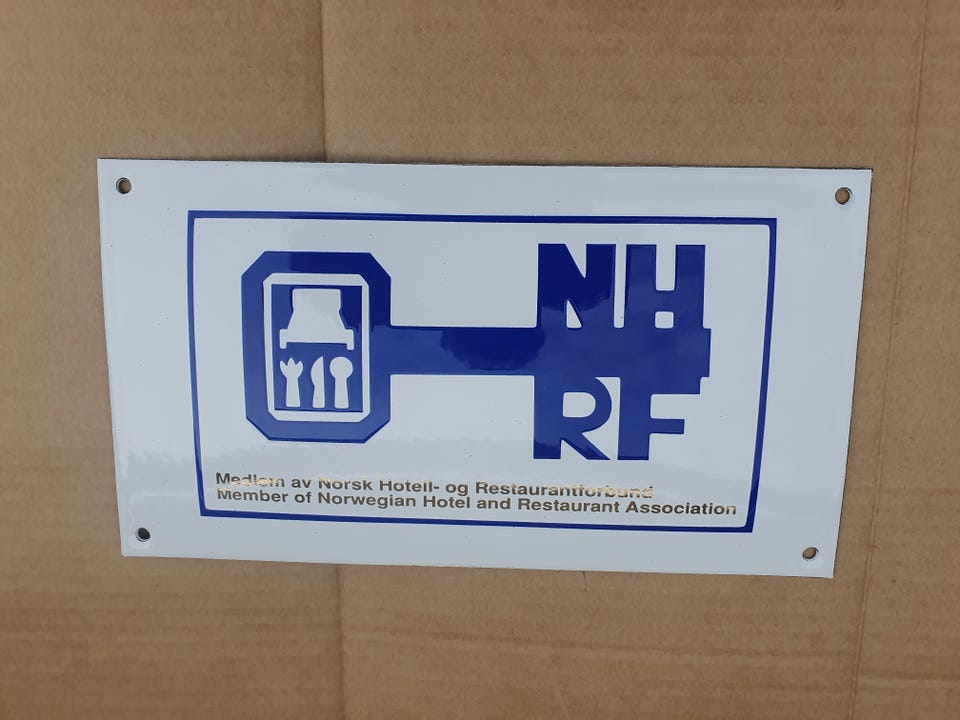 NH
RF
Medlem av Norsk Hotell- og Restaurantforbund
Member of Norwegian Hotel and Restaurant Association